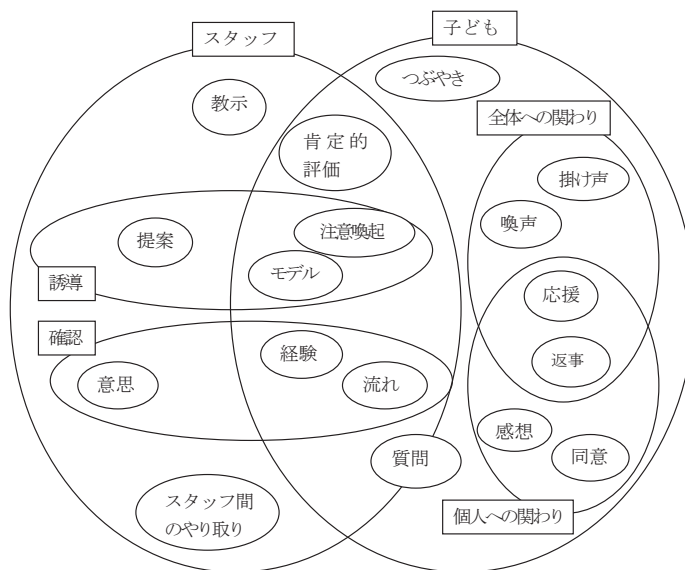 スタッフ
子ども
つぶやき
教示
全体への関わり
肯定的
評価
掛け声
喚声
注意喚起
提案
モデル
誘導
応援
確認
経験
返事
意思
流れ
感想
質問
同意
スタッフ間
のやり取り
個人への関わり